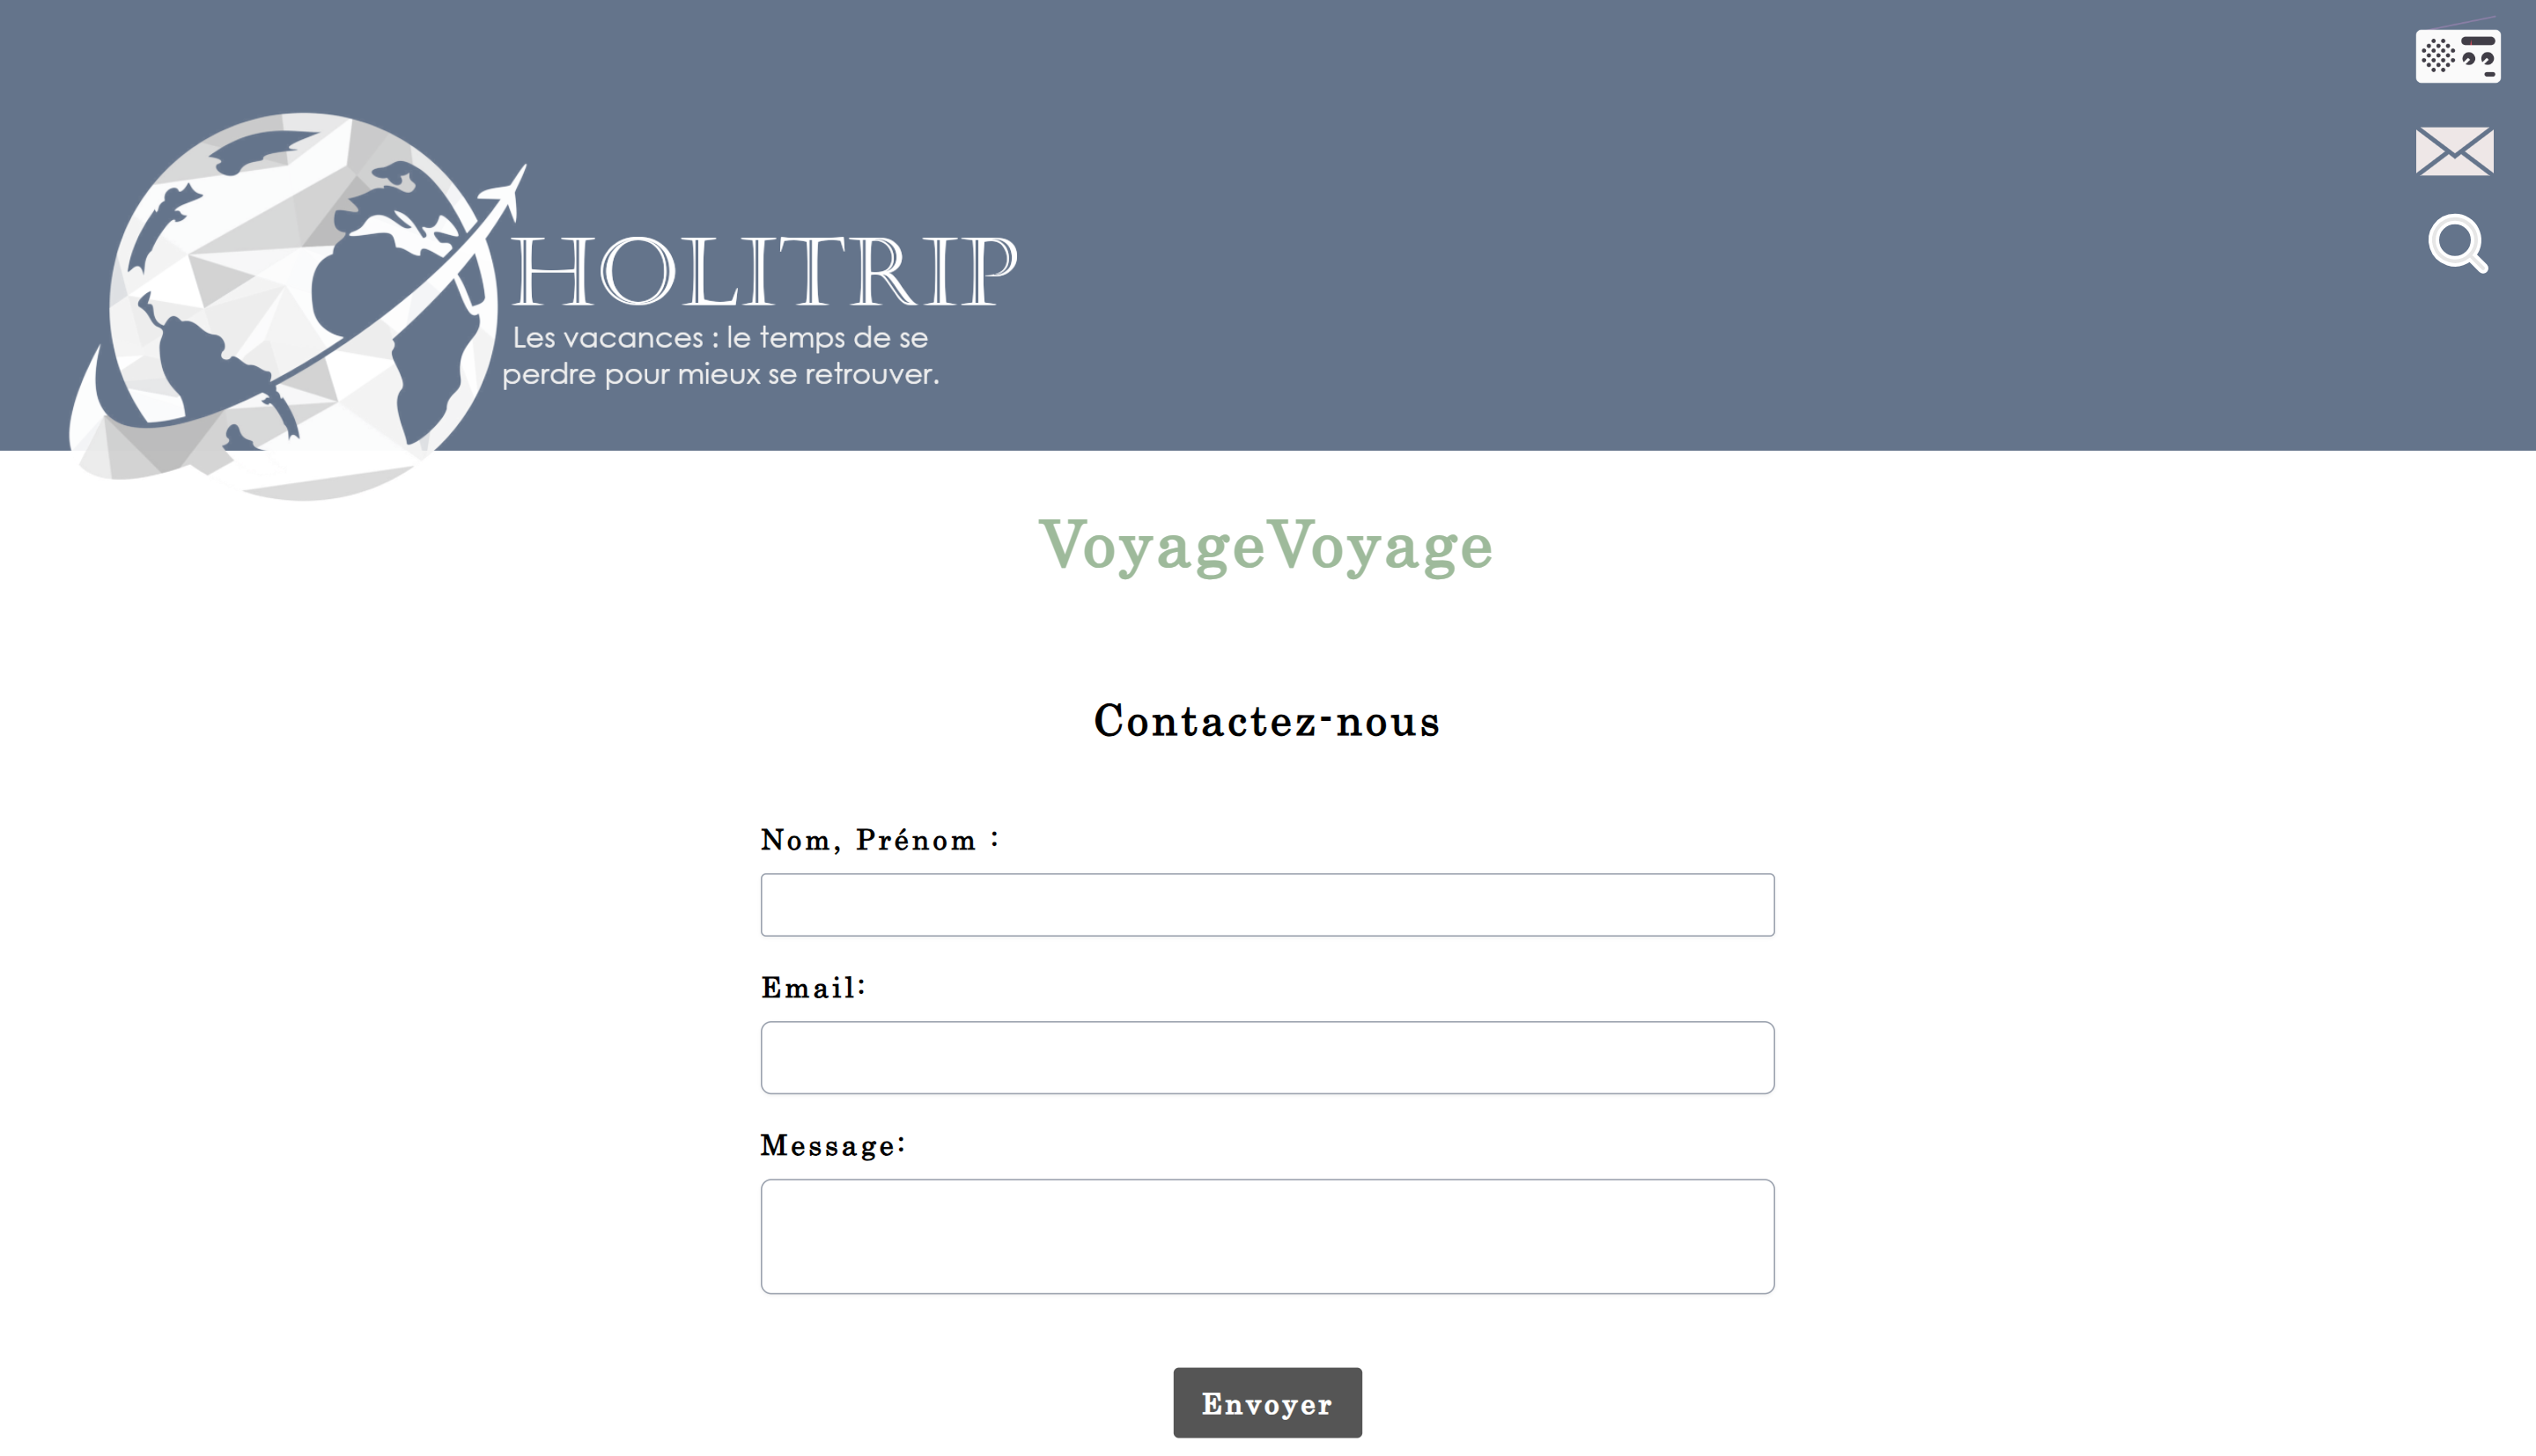 HOLITRIP
Les vacances : le temps de se
perdre pour mieux se retrouver.
VoyageVoyage
Contactez-nous
Nom, Prénom :
Email:
Message:
Envoyer